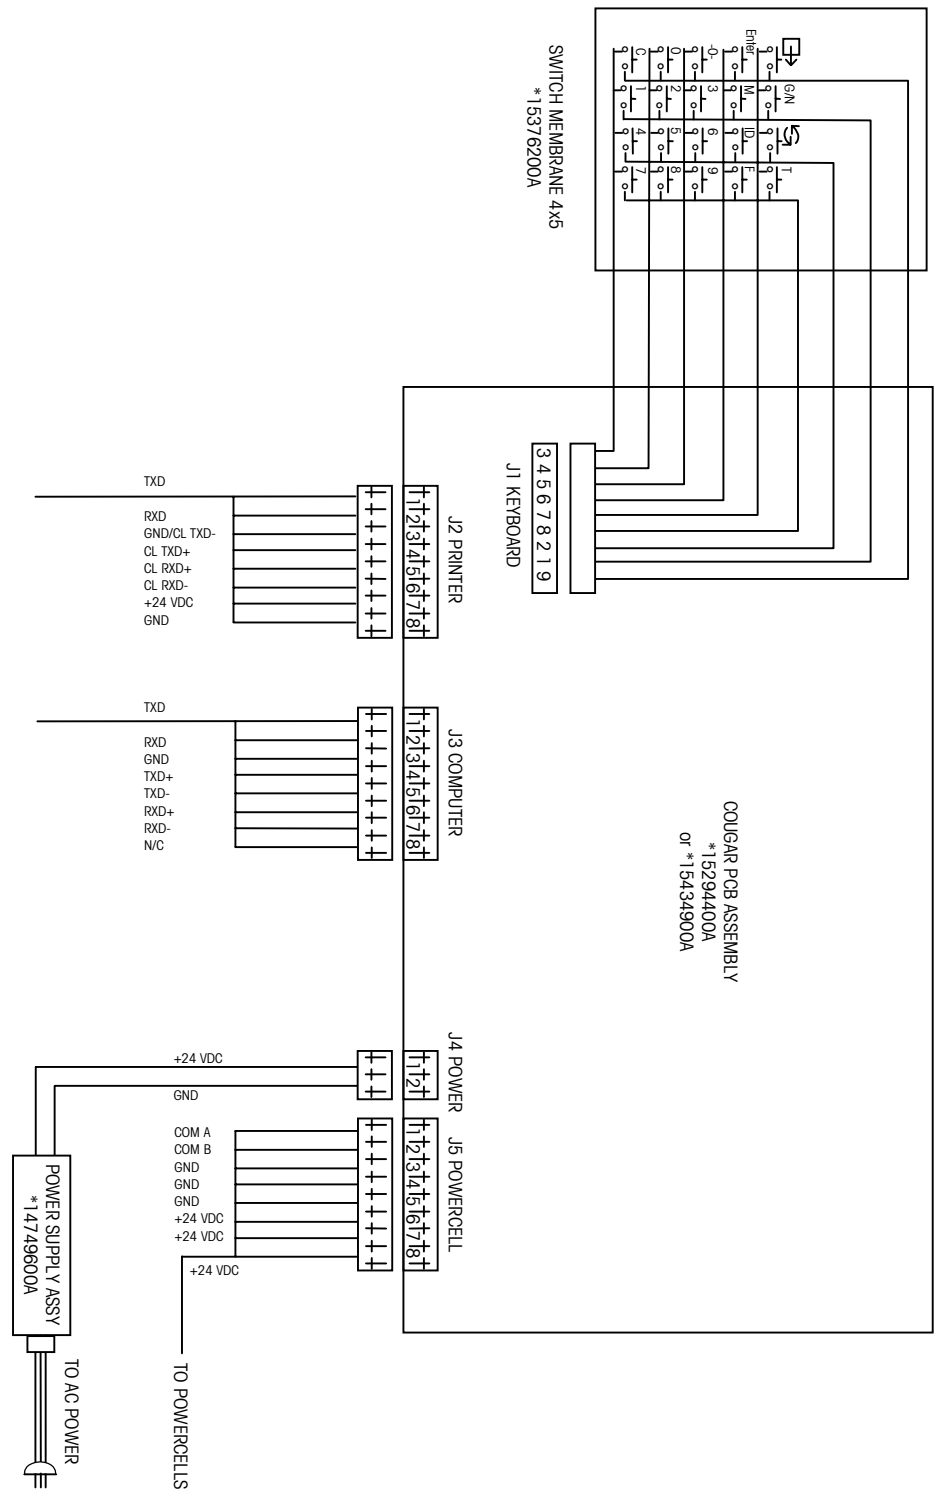 Enter
G/N
T
-0-
M
ID
F
0
3
6
9
C
2
5
8
1
4
7
SWITCH MEMBRANE 4x5
*15376200A
3 4 5 6 7 8 2 1 9
J1 KEYBOARD
COUGAR PCB ASSEMBLY
*15294400A
or *15434900A
J2 PRINTER
1 2 3 4 5 6 7 8
TXD
RXD
GND/CL TXD-
CL TXD+
CL RXD+
CL RXD-
+24 VDC
GND
J3 COMPUTER
1 2 3 4 5 6 7 8
TXD
RXD
GND
TXD+
TXD-
RXD+
RXD-
N/C
J4 POWER
1 2
+24 VDC
GND
J5 POWERCELL
1 2 3 4 5 6 7 8
COM A
COM B
GND
GND
GND
+24 VDC
+24 VDC
+24 VDC
TO POWERCELLS
POWER SUPPLY ASSY
*14749600A
TO AC POWER